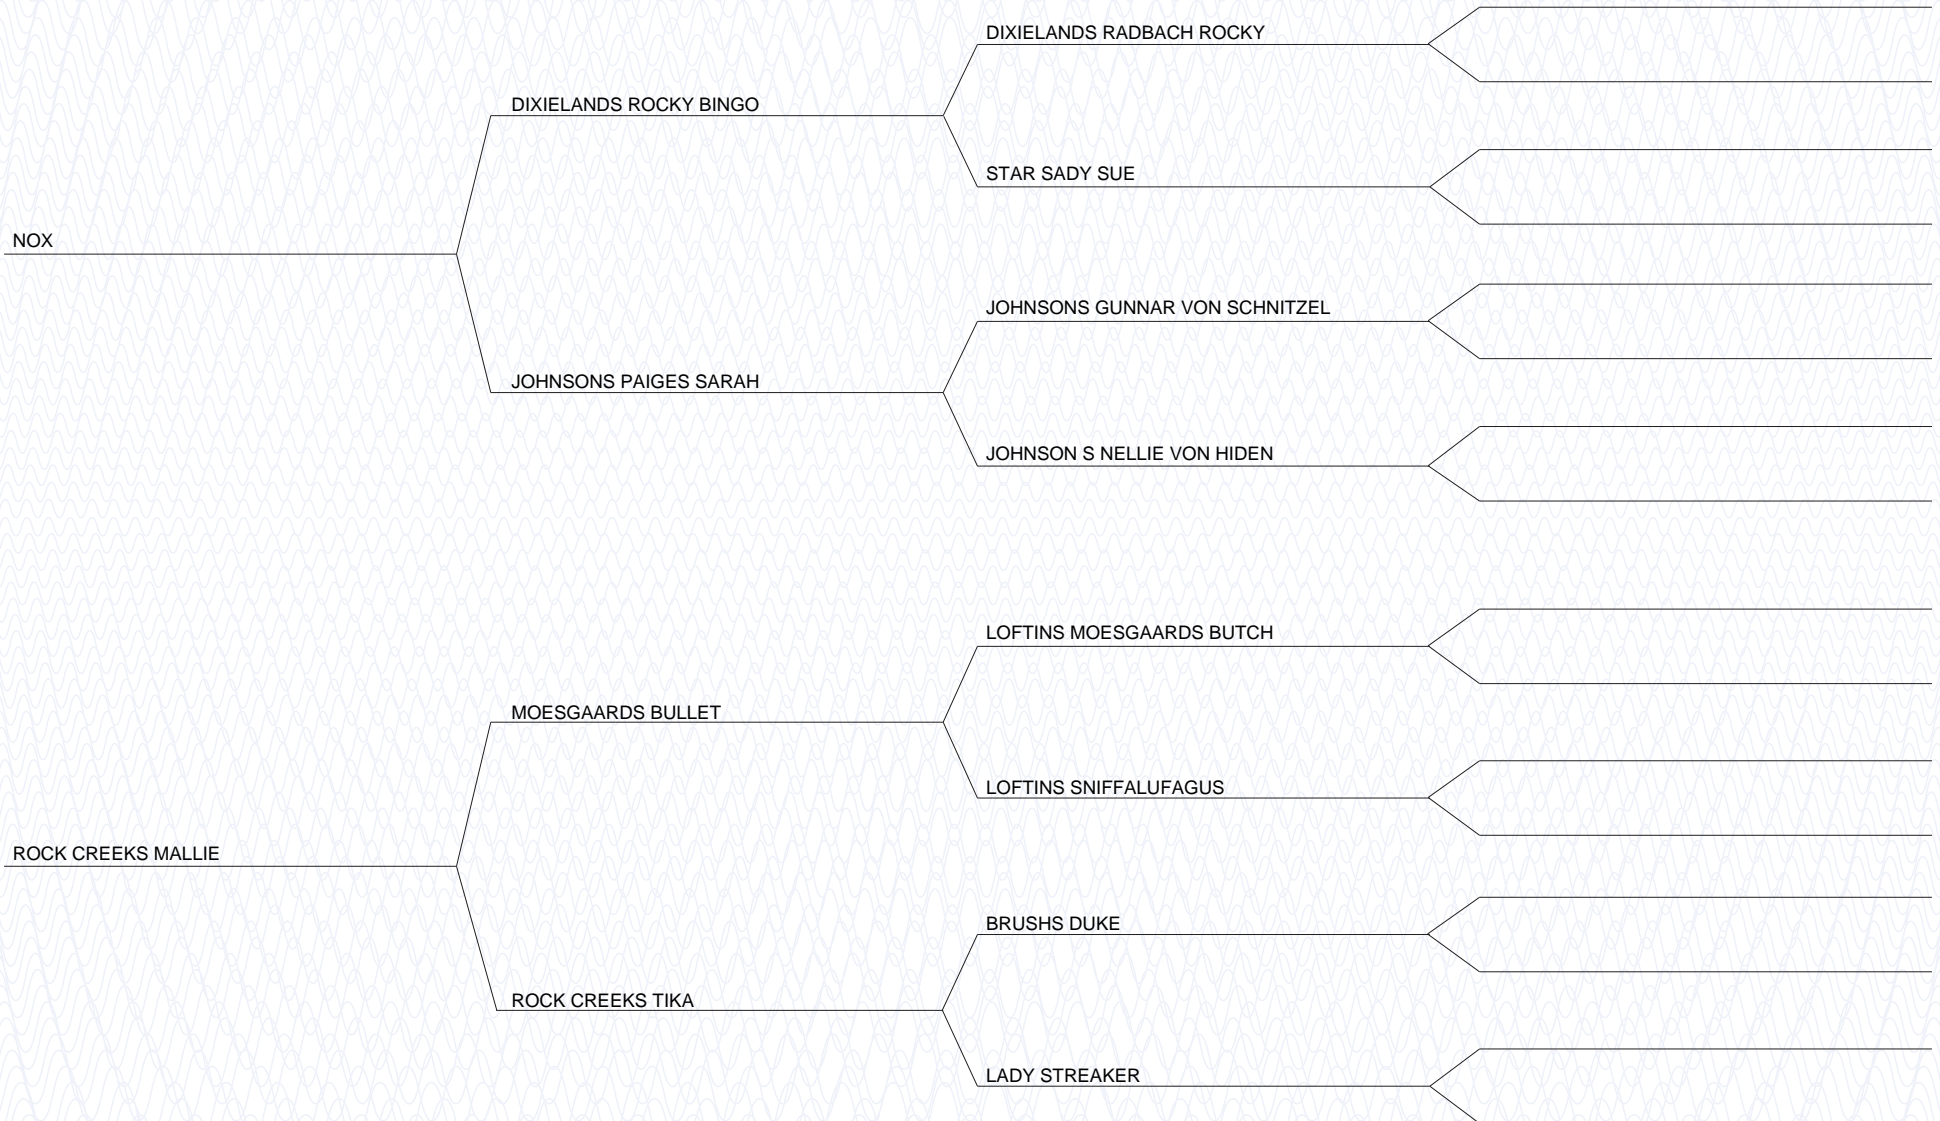 DIXIELANDS RADBACH ROCKY
DIXIELANDS ROCKY BINGO
STAR SADY SUE
NOX
JOHNSONS GUNNAR VON SCHNITZEL
JOHNSONS PAIGES SARAH
JOHNSON S NELLIE VON HIDEN
LOFTINS MOESGAARDS BUTCH
MOESGAARDS BULLET
LOFTINS SNIFFALUFAGUS
ROCK CREEKS MALLIE
BRUSHS DUKE
ROCK CREEKS TIKA
LADY STREAKER